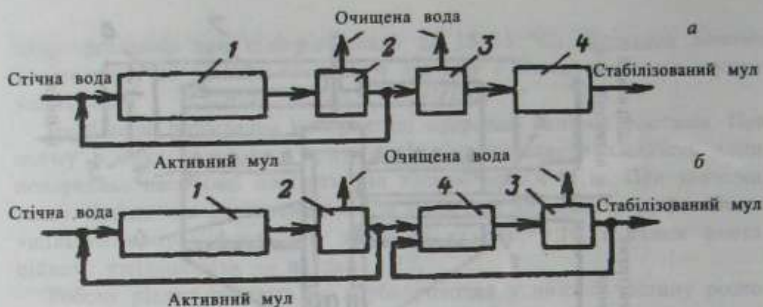 Очищена вода
а
1
2
3
4
Стічна вода
Стабілізований мул
Активний мул
Очищена вода
б
1
2
4
3
Стічна вода
Стабілізований мул
Активний мул